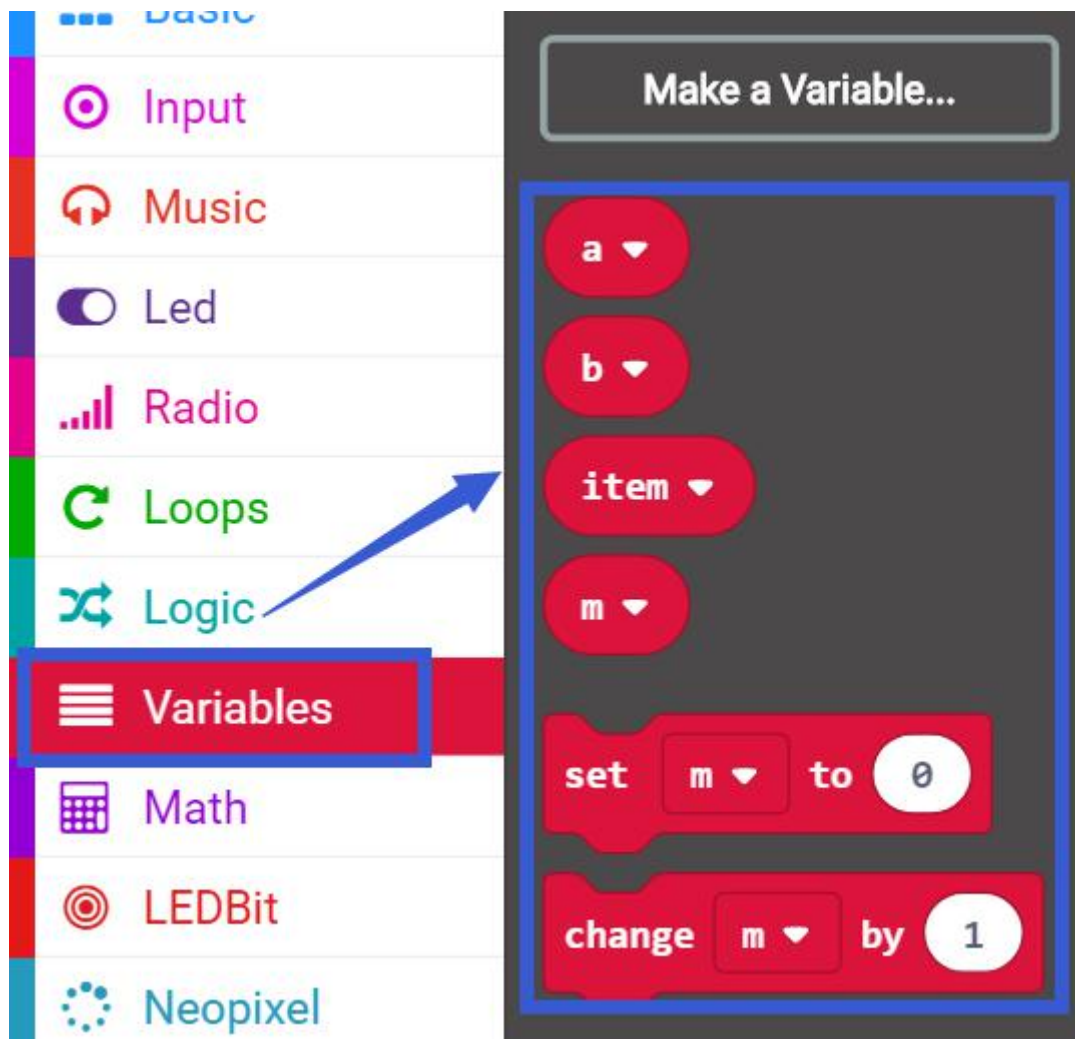 Basic
Input
Music
Led
Radio
Loops
Logic
Variables
Math
LEDBit
Neopixel
Make a Variable...
a
b
item
m
set m to 0
change m by 1